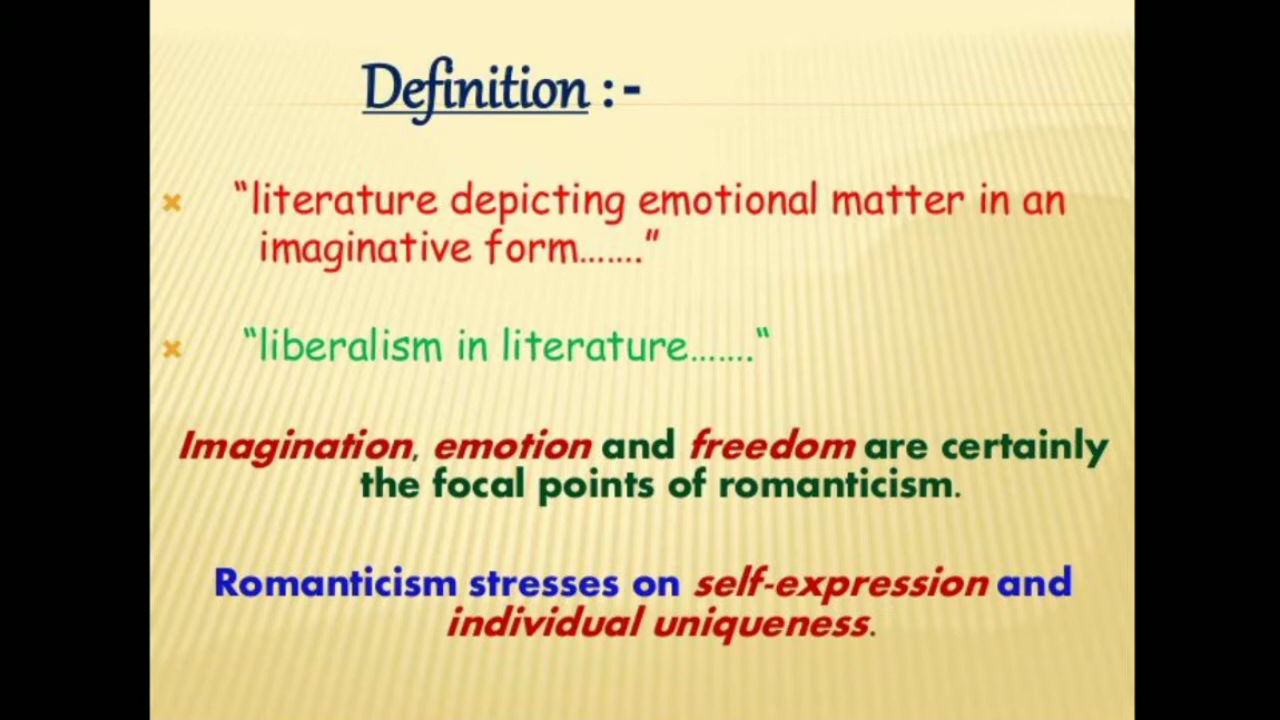 Definition :-
“literature depicting emotional matter in an
imaginative form…….”
“liberalism in literature…….“
Imagination, emotion and freedom are certainly
the focal points of romanticism.
Romanticism stresses on self-expression and
individual uniqueness.